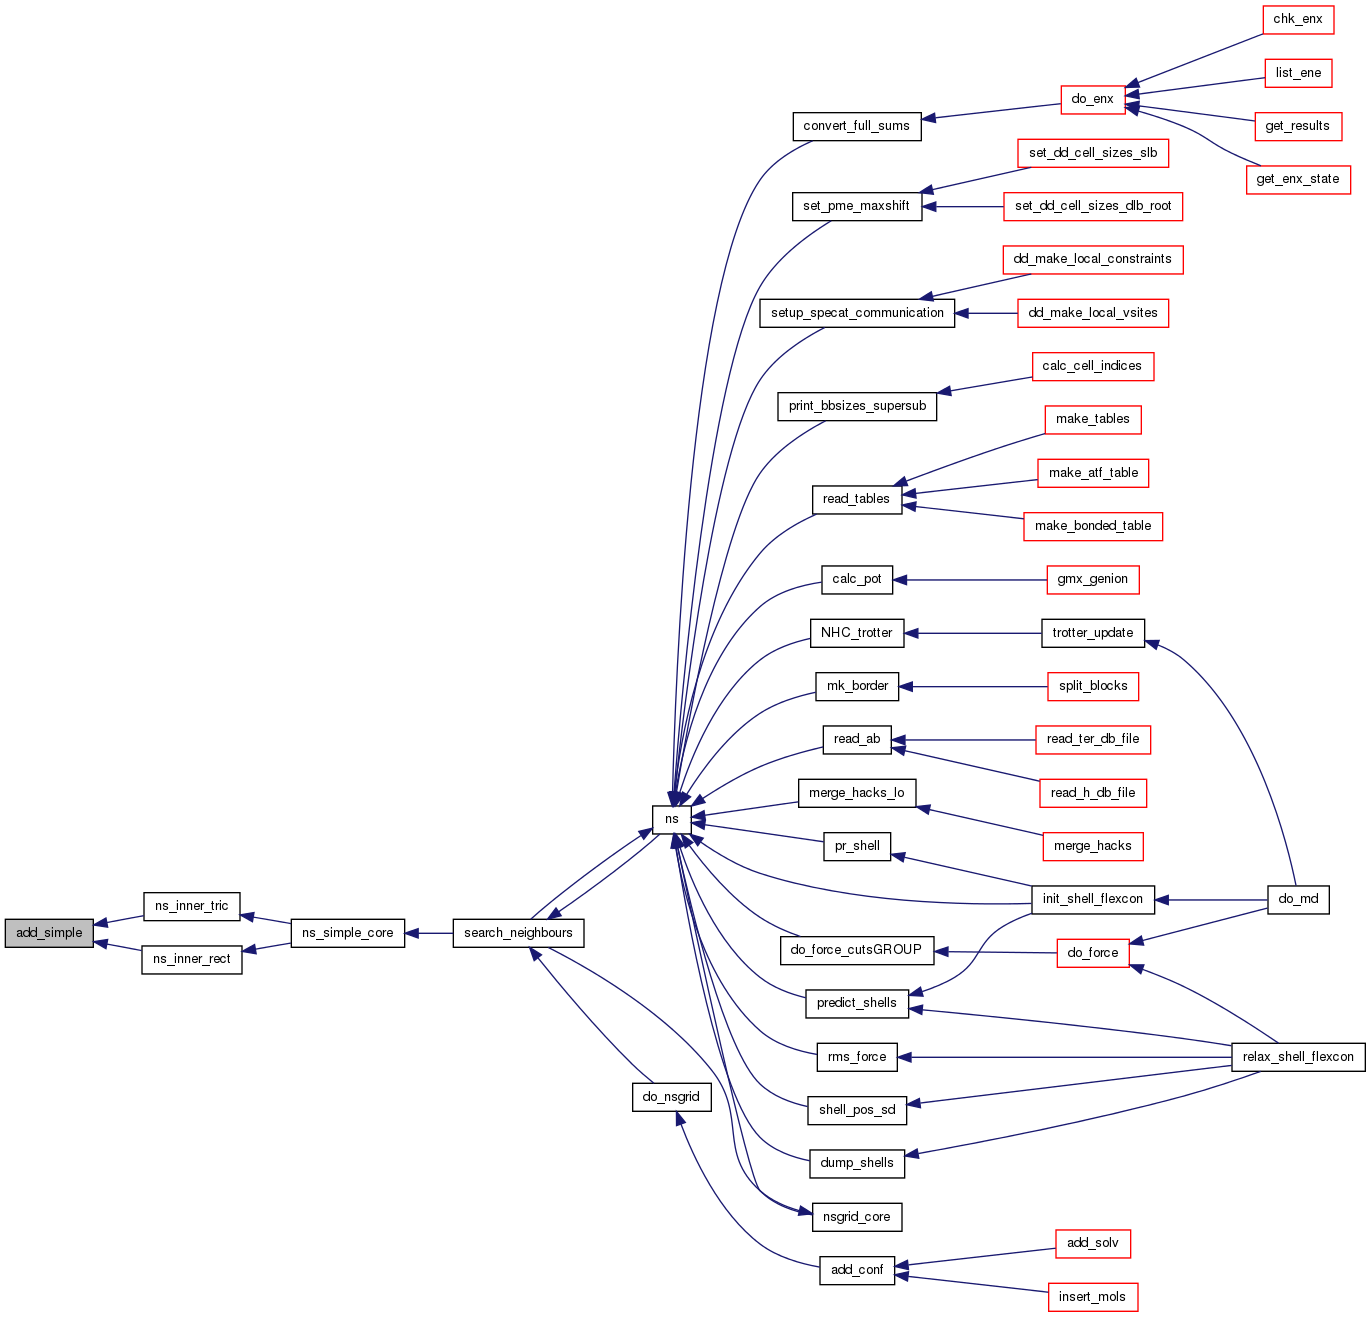 chk_enx
list_ene
do_enx
get_results
convert_full_sums
set_dd_cell_sizes_slb
get_enx_state
set_pme_maxshift
set_dd_cell_sizes_dlb_root
dd_make_local_constraints
setup_specat_communication
dd_make_local_vsites
calc_cell_indices
print_bbsizes_supersub
make_tables
make_atf_table
read_tables
make_bonded_table
calc_pot
gmx_genion
NHC_trotter
trotter_update
mk_border
split_blocks
read_ab
read_ter_db_file
merge_hacks_lo
read_h_db_file
ns
pr_shell
merge_hacks
ns_inner_tric
init_shell_flexcon
do_md
add_simple
ns_simple_core
search_neighbours
ns_inner_rect
do_force_cutsGROUP
do_force
predict_shells
rms_force
relax_shell_flexcon
do_nsgrid
shell_pos_sd
dump_shells
nsgrid_core
add_solv
add_conf
insert_mols